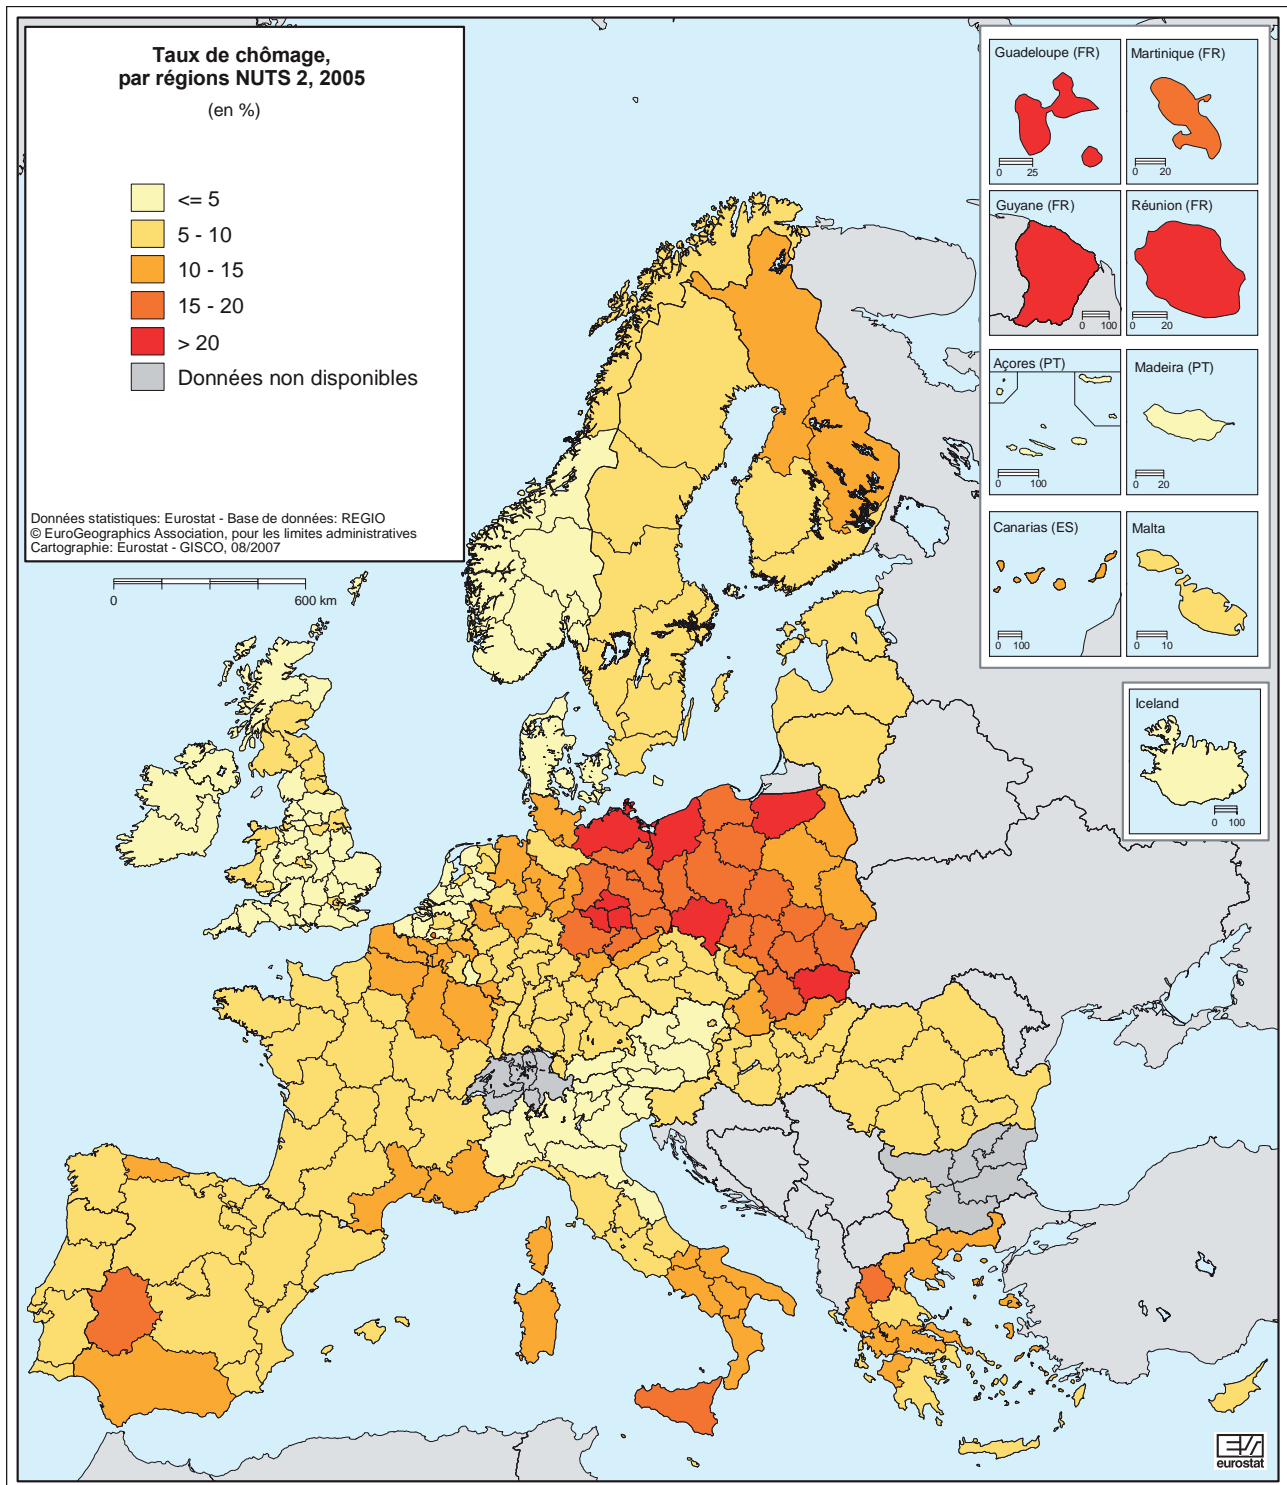 Taux de chômage,
par régions NUTS 2, 2005
(en %)
<= 5
5 - 10
10 - 15
15 - 20
> 20
Données non disponibles
Données statistiques: Eurostat - Base de données: REGIO
© EuroGeographics Association, pour les limites administratives
Cartographie: Eurostat - GISCO, 08/2007
0 600 km
Guadeloupe (FR)
0 25
Martinique (FR)
0 20
Guyane (FR)
0 100
Réunion (FR)
0 20
Açores (PT)
0 100
Madeira (PT)
0 20
Canarias (ES)
0 100
Malta
0 10
Iceland
0 100
eurostat